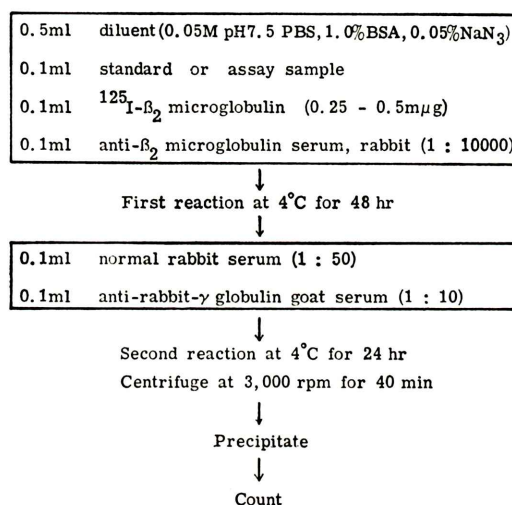 0.5ml diluent(0.05M pH7.5 PBS,1.0%BSA,0.05%NaN₃)
0.1ml standard or assay sample
0.1ml ¹²⁵I-ß₂ microglobulin (0.25 - 0.5mµg)
0.1ml anti-ß₂ microglobulin serum, rabbit (1 : 10000)
↓
First reaction at 4°C for 48 hr
↓
0.1ml normal rabbit serum (1 : 50)
0.1ml anti-rabbit-γ globulin goat serum (1 : 10)
↓
Second reaction at 4°C for 24 hr
Centrifuge at 3,000 rpm for 40 min
↓
Precipitate
↓
Count